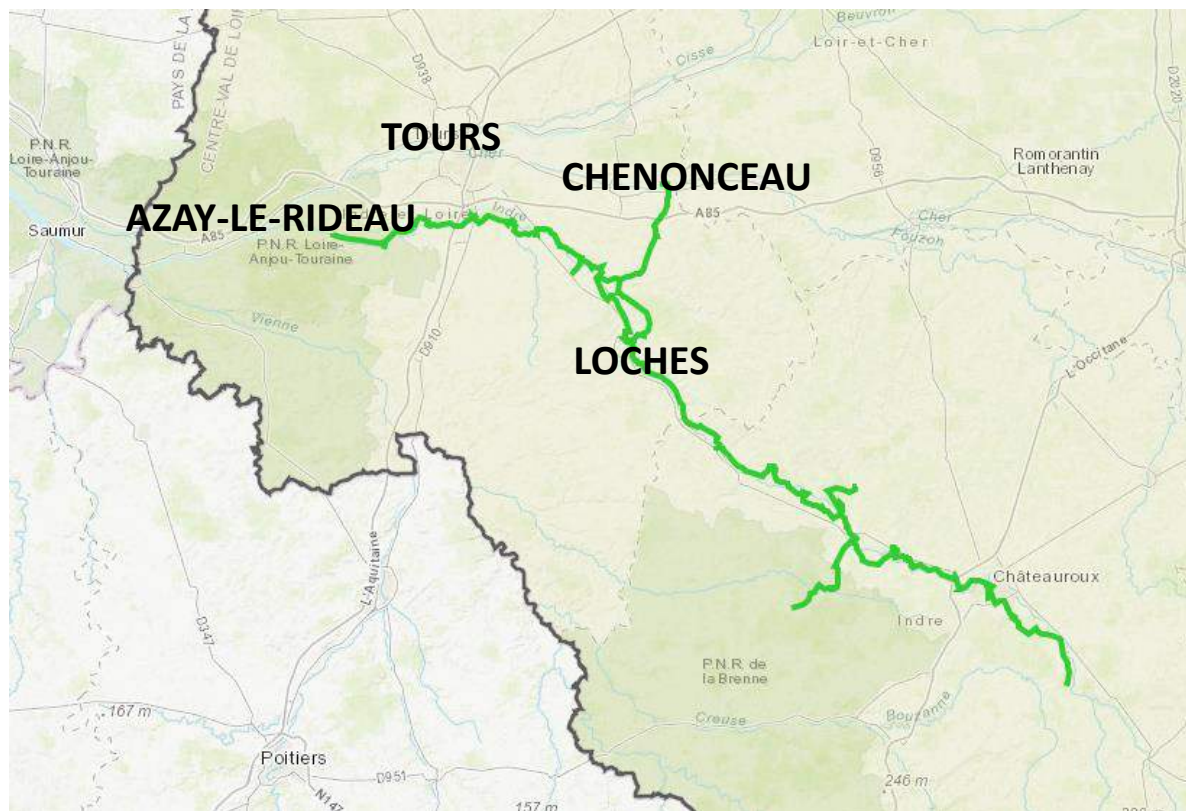 PAYS DE LA
CENTRE-VAL DE LOIR
D938
Cisse
Beuvron
Loir-et-Cher
D2020
P.N.R.
Loire-Anjou-
Touraine
TOURS
Tours
Cher
CHENONCEAU
D956
Romorantin
Lanthenay
Saumur
AZAY-LE-RIDEAU
Loire
Indre
A85
A85
Cher
Fouzon
P.N.R. Loire-
Anjou-Touraine
Vienne
D910
LOCHES
L'Occitane
L'Aquitaine
Châteauroux
Indre
D347
P.N.R. de
la Brenne
167 m
Creuse
Bouzanne
Poitiers
D951
246 m
N147
157 m